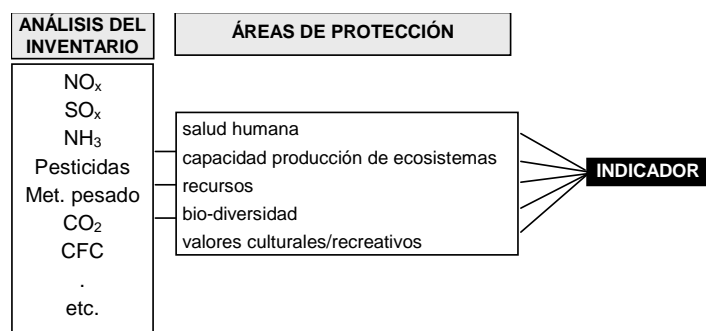 ANÁLISIS DEL
INVENTARIO
ÁREAS DE PROTECCIÓN
NOₓ
SOₓ
NH₃
Pesticidas
Met. pesado
CO₂
CFC
.
etc.
salud humana
capacidad producción de ecosistemas
recursos
bio-diversidad
valores culturales/recreativos
INDICADOR